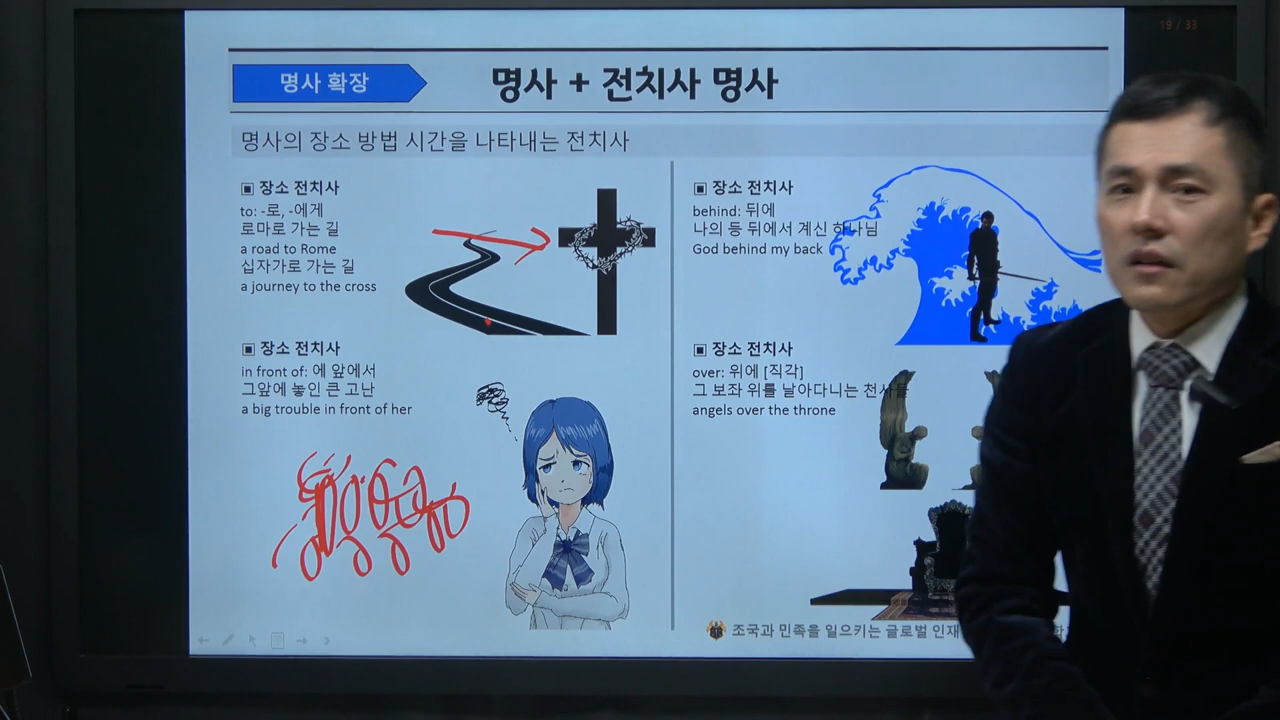 19 / 33
명사 확장
명사 + 전치사 명사
명사의 장소 방법 시간을 나타내는 전치사
▣ 장소 전치사
to: -로, -에게
로마로 가는 길
a road to Rome
십자가로 가는 길
a journey to the cross
▣ 장소 전치사
in front of: 에 앞에서
그앞에 놓인 큰 고난
a big trouble in front of her
▣ 장소 전치사
behind: 뒤에
나의 등 뒤에서 계신 하나님
God behind my back
▣ 장소 전치사
over: 위에 [직각]
그 보좌 위를 날아다니는 천사들
angels over the throne
조국과 민족을 일으키는 글로벌 인재